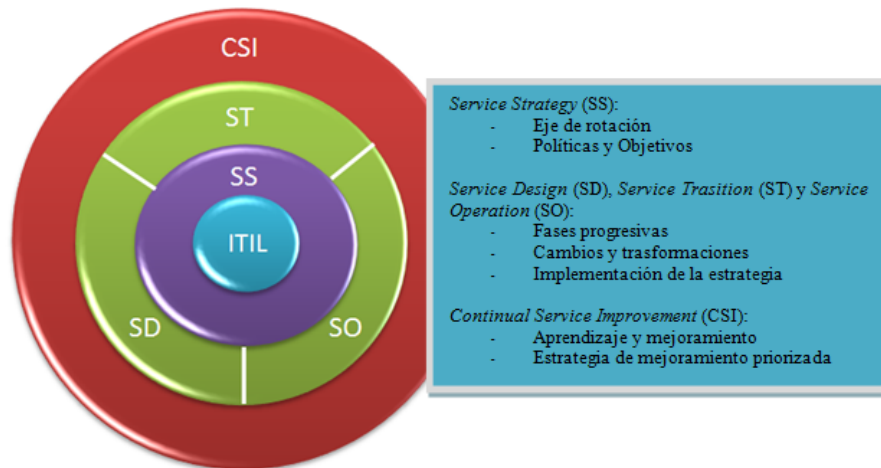 CSI
ST
SS
ITIL
SD
SO
Service Strategy (SS):
- Eje de rotación
- Políticas y Objetivos
Service Design (SD), Service Trasition (ST) y Service
Operation (SO):
- Fases progresivas
- Cambios y trasformaciones
- Implementación de la estrategia
Continual Service Improvement (CSI):
- Aprendizaje y mejoramiento
- Estrategia de mejoramiento priorizada